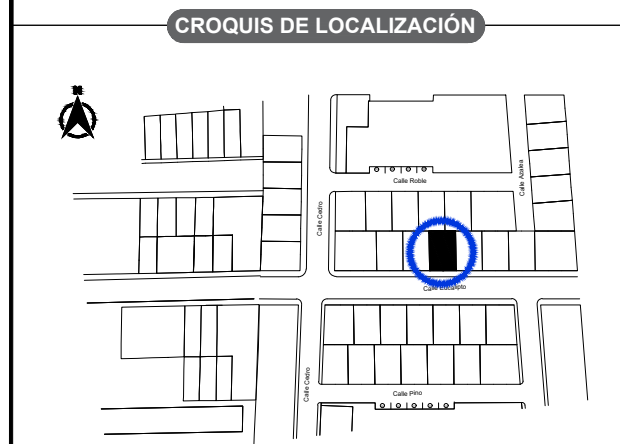 CROQUIS DE LOCALIZACIÓN
N
Calle Roble
Calle Azalea
Calle Cedro
Calle Eucalipto
Calle Cedro
Calle Pino